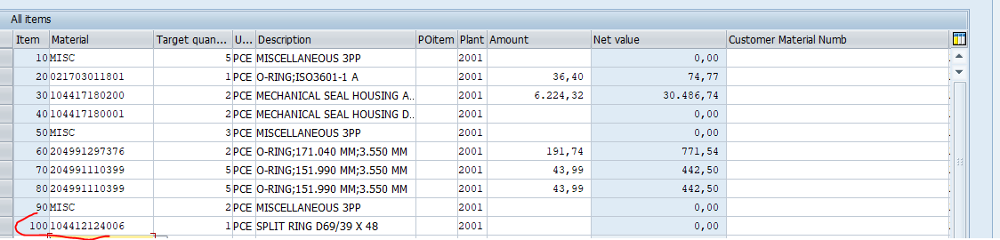 All items
Item Material Target quan... U... Description POitem Plant Amount Net value Customer Material Numb
10 MISC 5 PCE MISCELLANEOUS 3PP 2001 0,00
20 021703011801 1 PCE O-RING;ISO3601-1 A 2001 36,40 74,77
30 104417180200 2 PCE MECHANICAL SEAL HOUSING A.. 2001 6.224,32 30.486,74
40 104417180001 2 PCE MECHANICAL SEAL HOUSING D.. 2001 0,00
50 MISC 3 PCE MISCELLANEOUS 3PP 2001 0,00
60 204991297376 2 PCE O-RING;171.040 MM;3.550 MM 2001 191,74 771,54
70 204991110399 5 PCE O-RING;151.990 MM;3.550 MM 2001 43,99 442,50
80 204991110399 5 PCE O-RING;151.990 MM;3.550 MM 2001 43,99 442,50
90 MISC 2 PCE MISCELLANEOUS 3PP 2001 0,00
100 104412124006 1 PCE SPLIT RING D69/39 X 48 2001 0,00